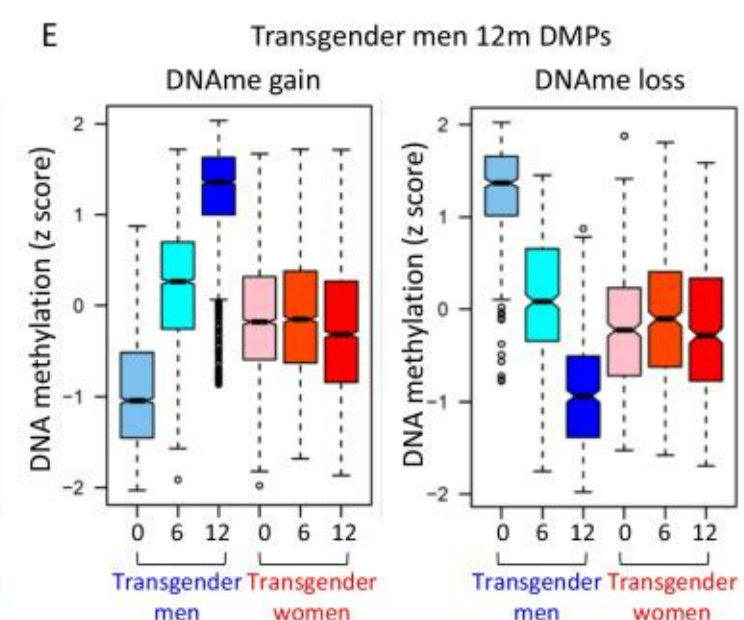 E
Transgender men 12m DMPs
DNAme gain
DNA methylation (z score)
2
1
0
−1
−2
0 6 12 0 6 12
Transgender men
Transgender women
DNAme loss
DNA methylation (z score)
2
1
0
−1
−2
0 6 12 0 6 12
Transgender men
Transgender women